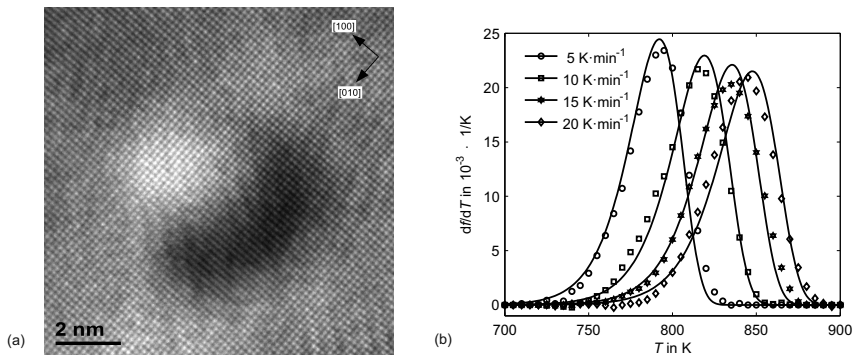 (a)
[100]
[010]
2 nm
(b)
df/dT in 10⁻³ · 1/K
25
20
15
10
5
0
5 K·min⁻¹
10 K·min⁻¹
15 K·min⁻¹
20 K·min⁻¹
700 750 800 850 900
T in K